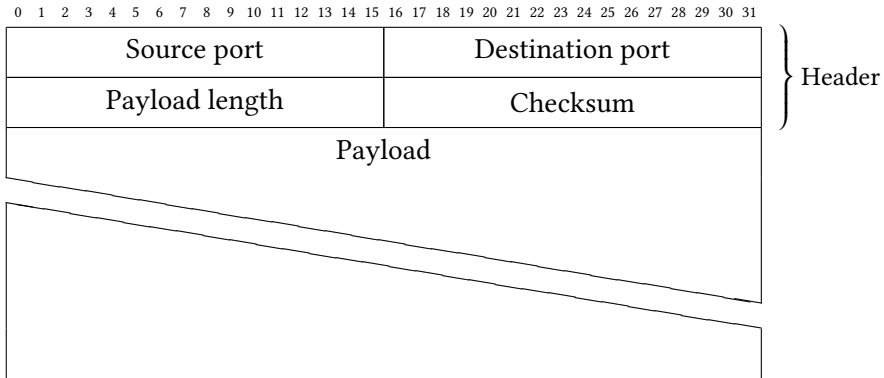 0 1 2 3 4 5 6 7 8 9 10 11 12 13 14 15 16 17 18 19 20 21 22 23 24 25 26 27 28 29 30 31
Source port Destination port
Header
Payload length Checksum
Payload